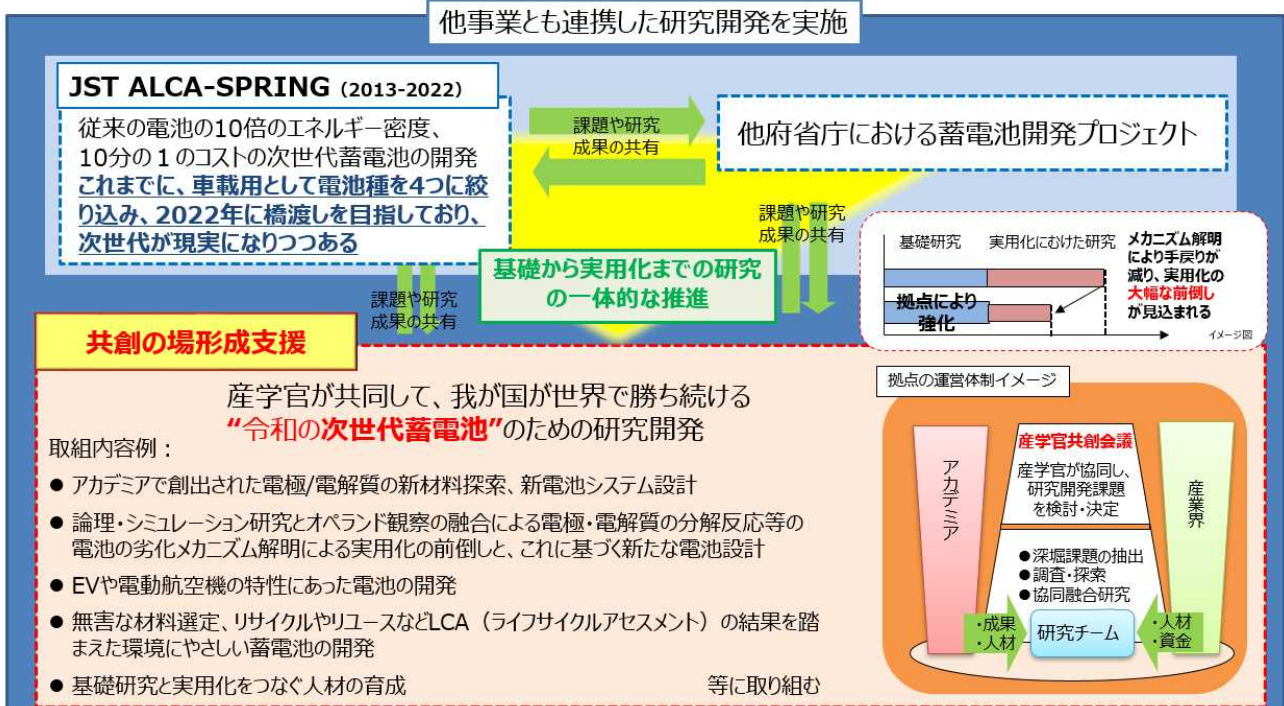 他事業とも連携した研究開発を実施
JST ALCA-SPRING（2013-2022）
従来の電池の10倍のエネルギー密度、
10分の１のコストの次世代蓄電池の開発
これまでに、車載用として電池種を4つに絞
り込み、2022年に橋渡しを目指しており、
次世代が現実になりつつある
課題や研究
成果の共有
他府省庁における蓄電池開発プロジェクト
課題や研究
成果の共有
課題や研究
成果の共有
基礎から実用化までの研究
の一体的な推進
基礎研究
実用化にむけた研究
拠点により
強化
メカニズム解明
により手戻りが
減り、実用化の
大幅な前倒し
が見込まれる
イメージ図
共創の場形成支援
産学官が共同して、我が国が世界で勝ち続ける
“令和の次世代蓄電池”のための研究開発
取組内容例：
● アカデミアで創出された電極/電解質の新材料探索、新電池システム設計
● 論理・シミュレーション研究とオペランド観察の融合による電極・電解質の分解反応等の
電池の劣化メカニズム解明による実用化の前倒しと、これに基づく新たな電池設計
● EVや電動航空機の特性にあった電池の開発
● 無害な材料選定、リサイクルやリユースなどLCA（ライフサイクルアセスメント）の結果を踏
まえた環境にやさしい蓄電池の開発
● 基礎研究と実用化をつなぐ人材の育成 等に取り組む
拠点の運営体制イメージ
アカデミア
産学官共創会議
産学官が協同し、
研究開発課題
を検討・決定
●深堀課題の抽出
●調査・探索
●協同融合研究
産業界
・成果
・人材
研究チーム
・人材
・資金